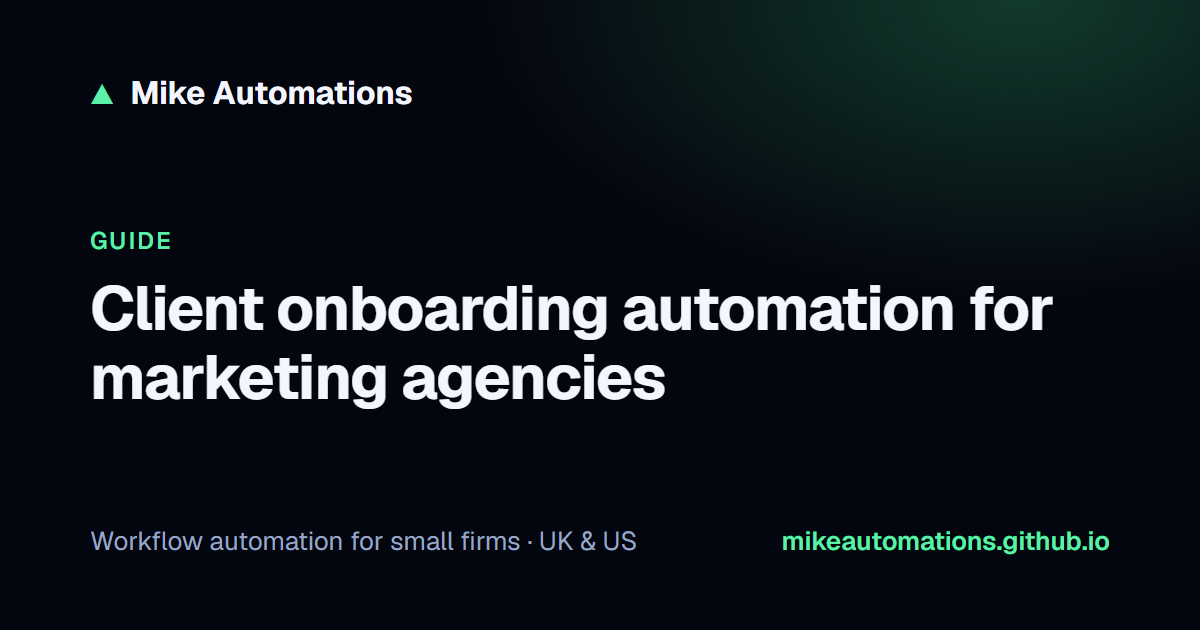 Mike Automations
GUIDE
Client onboarding automation for
marketing agencies
Workflow automation for small firms · UK & US
mikeautomations.github.io